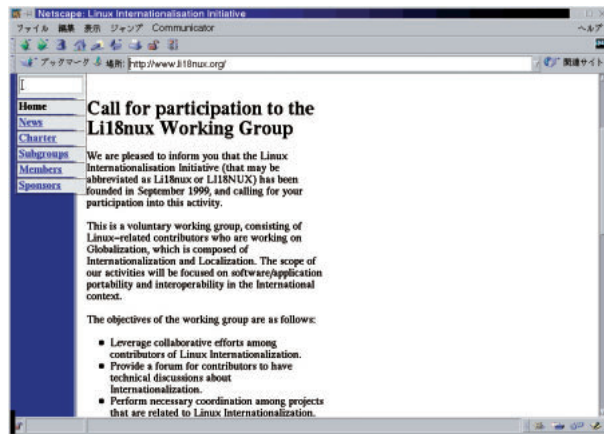 Netscape: Linux Internationalisation Initiative
ファイル 編集 表示 ジャンプ Communicator ヘルプ
ブックマーク 場所: http://www.li18nux.org/ 関連サイト
Home
News
Charter
Subgroups
Members
Sponsors
Call for participation to the
Li18nux Working Group
We are pleased to inform you that the Linux
Internationalisation Initiative (that may be
abbreviated as Li18nux or LI18NUX) has been
founded in September 1999, and calling for your
participation into this activity.
This is a voluntary working group, consisting of
Linux-related contributors who are working on
Globalization, which is composed of
Internationalization and Localization. The scope of
our activities will be focused on software/application
portability and interoperability in the International
context.
The objectives of the working group are as follows:
Leverage collaborative efforts among
contributors of Linux Internationalization.
Provide a forum for contributors to have
technical discussions about
Internationalization.
Perform necessary coordination among projects
that are related to Linux Internationalization.